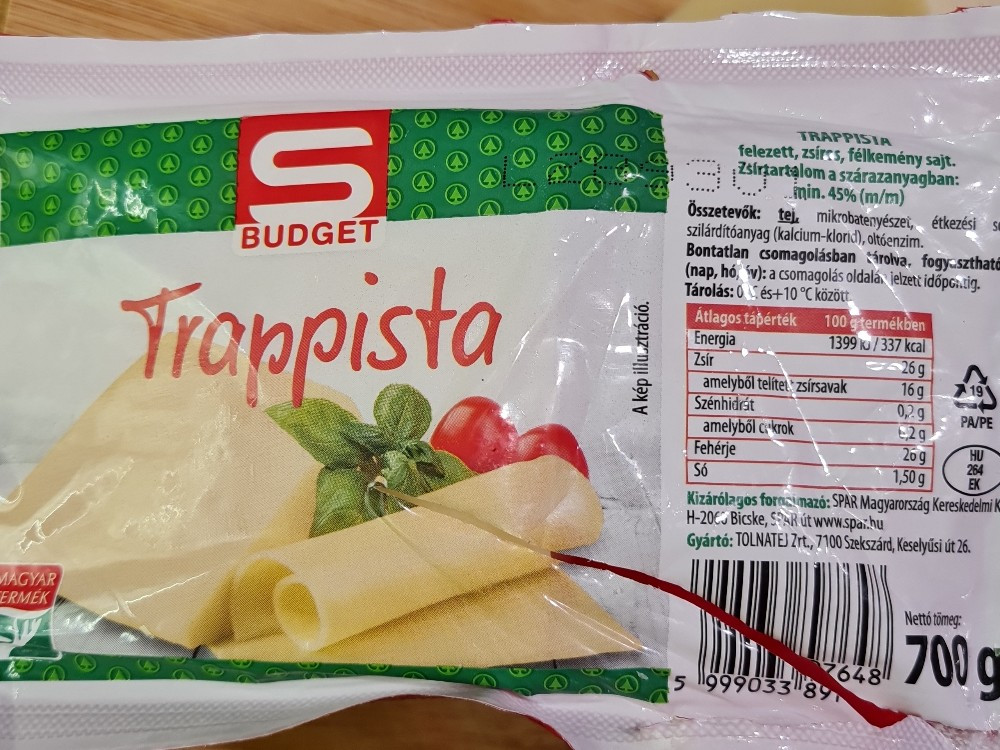 S
BUDGET
Trappista
MAGYAR
TERMÉK
A kép illusztráció.
TRAPPISTA
felezett, zsíros, félkemény sajt.
Zsírtartalom a szárazanyagban:
min. 45% (m/m)
Összetevők: tej, mikrobatenyészet, étkezési
szilárdítóanyag (kalcium-klorid), oltóenzim.
Bontatlan csomagolásban tárolva, fogyasztható
(nap, hó, év): a csomagolás oldalán jelzett időpontig.
Tárolás: 0 °C és+10 °C között.
Átlagos tápérték 100 g termékben
Energia 1399 kJ / 337 kcal
Zsír 26 g
amelyből telített zsírsavak 16 g
Szénhidrát 0,2 g
amelyből cukrok 0,2 g
Fehérje 26 g
Só 1,50 g
19
PA/PE
HU
264
EK
Kizárólagos forgalmazó: SPAR Magyarország Kereskedelmi
H-2060 Bicske, SPAR út www.spar.hu
Gyártó: TOLNATEJ Zrt., 7100 Szekszárd, Keselyűsi út 26.
Nettó tömeg:
700 g
5 999033 897648